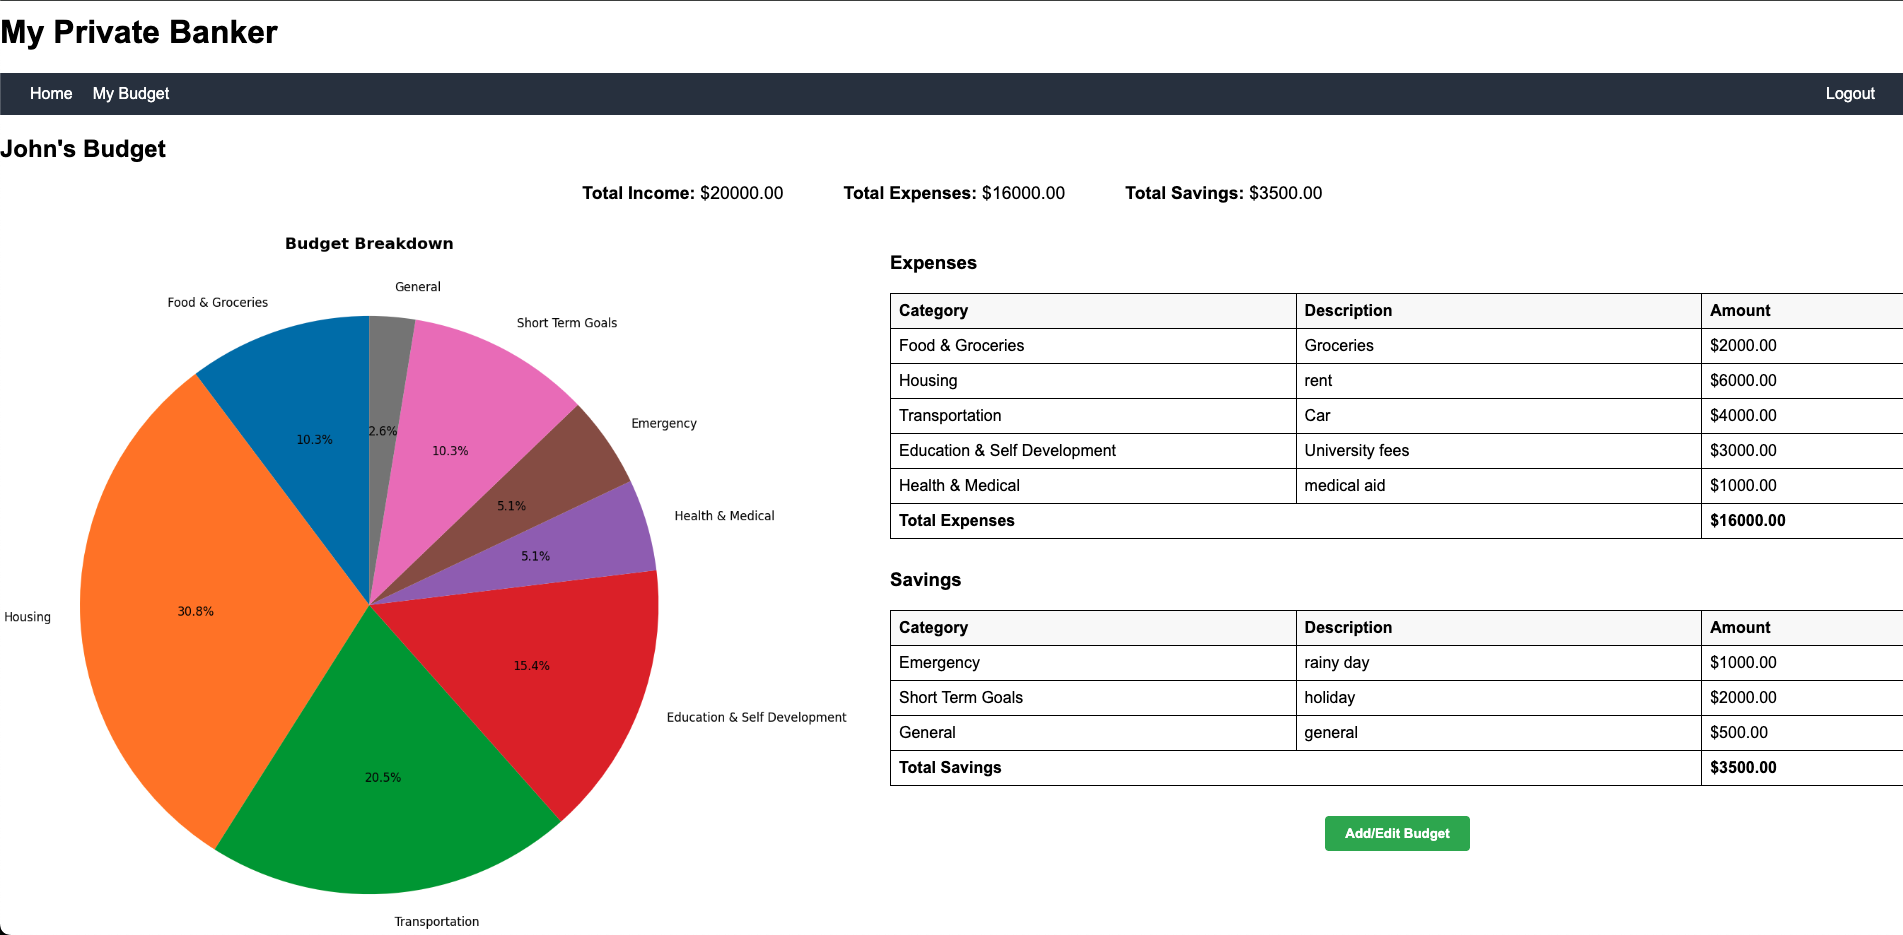 My Private Banker
Home My Budget Logout
John's Budget
Total Income: $20000.00 Total Expenses: $16000.00 Total Savings: $3500.00
Budget Breakdown
General
Food & Groceries
Short Term Goals
Emergency
Health & Medical
Housing
Education & Self Development
Transportation
10.3%
2.6%
10.3%
5.1%
5.1%
30.8%
15.4%
20.5%
Expenses
Category Description Amount
Food & Groceries Groceries $2000.00
Housing rent $6000.00
Transportation Car $4000.00
Education & Self Development University fees $3000.00
Health & Medical medical aid $1000.00
Total Expenses $16000.00
Savings
Category Description Amount
Emergency rainy day $1000.00
Short Term Goals holiday $2000.00
General general $500.00
Total Savings $3500.00
Add/Edit Budget